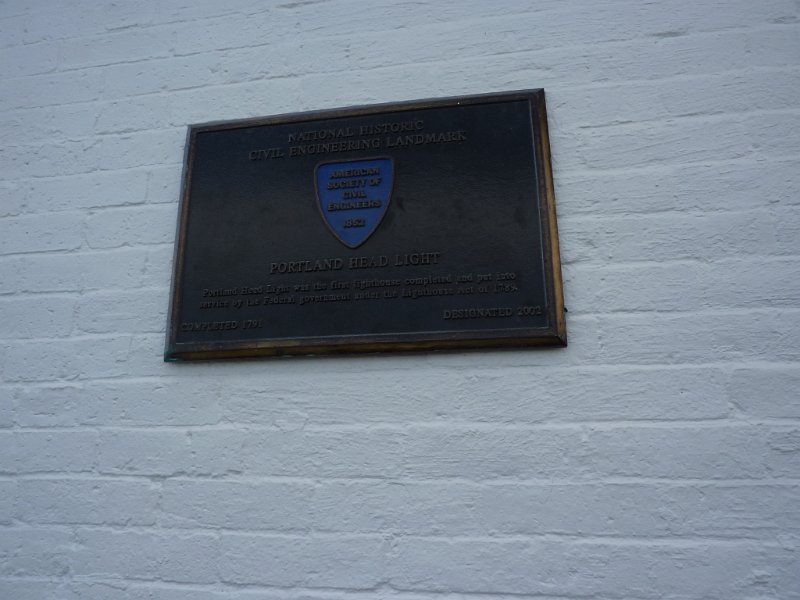 NATIONAL HISTORIC
CIVIL ENGINEERING LANDMARK
AMERICAN
SOCIETY OF
CIVIL
ENGINEERS
1852
PORTLAND HEAD LIGHT
Portland Head Light was the first lighthouse completed and put into
service by the Federal government under the Lighthouse Act of 1789.
COMPLETED 1791
DESIGNATED 2002